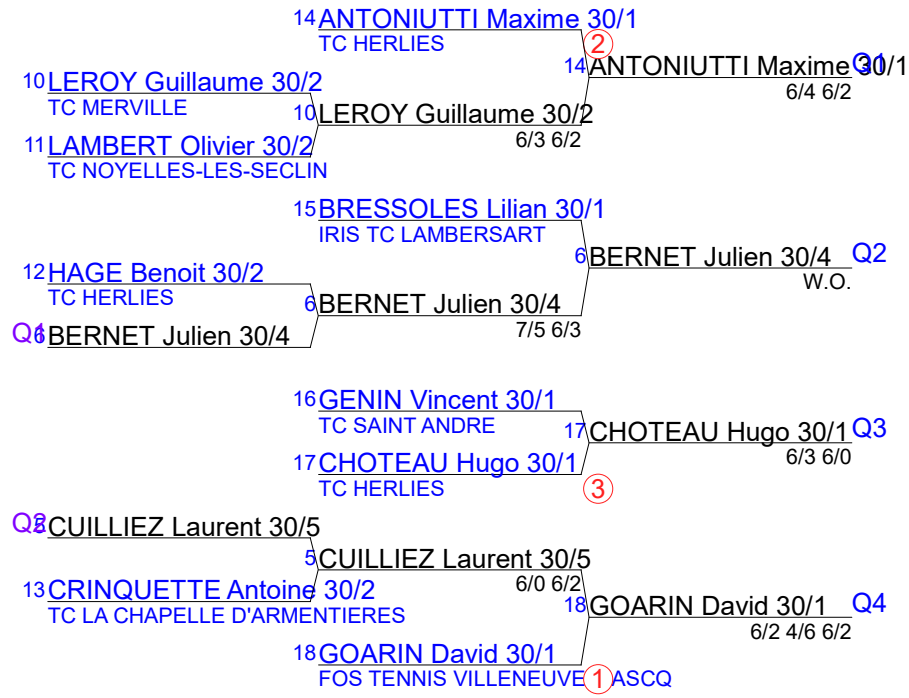 14 ANTONIUTTI Maxime 30/1
TC HERLIES
2
14 ANTONIUTTI Maxime 30/1 Q1
6/4 6/2
10 LEROY Guillaume 30/2
TC MERVILLE
10 LEROY Guillaume 30/2
6/3 6/2
11 LAMBERT Olivier 30/2
TC NOYELLES-LES-SECLIN
15 BRESSOLES Lilian 30/1
IRIS TC LAMBERSART
6 BERNET Julien 30/4 Q2
W.O.
12 HAGE Benoit 30/2
TC HERLIES
6 BERNET Julien 30/4
7/5 6/3
Q1 6 BERNET Julien 30/4
16 GENIN Vincent 30/1
TC SAINT ANDRE
17 CHOTEAU Hugo 30/1 Q3
6/3 6/0
17 CHOTEAU Hugo 30/1
TC HERLIES
3
Q2 5 CUILLIEZ Laurent 30/5
5 CUILLIEZ Laurent 30/5
6/0 6/2
13 CRINQUETTE Antoine 30/2
TC LA CHAPELLE D'ARMENTIERES
18 GOARIN David 30/1 Q4
6/2 4/6 6/2
18 GOARIN David 30/1
FOS TENNIS VILLENEUVE ASCQ
1